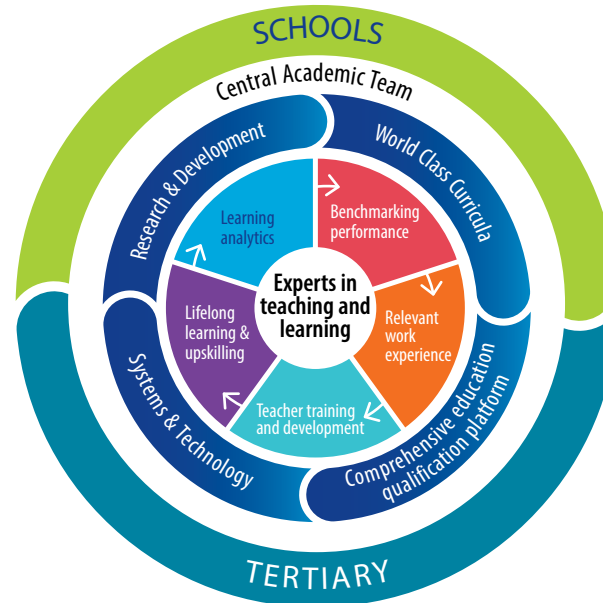 SCHOOLS
Central Academic Team
Research & Development
World Class Curricula
Learning
analytics
Benchmarking
performance
Experts in
teaching and
learning
Lifelong
learning &
upskilling
Relevant
work
experience
Teacher training
and development
Systems & Technology
Comprehensive education
qualification platform
TERTIARY